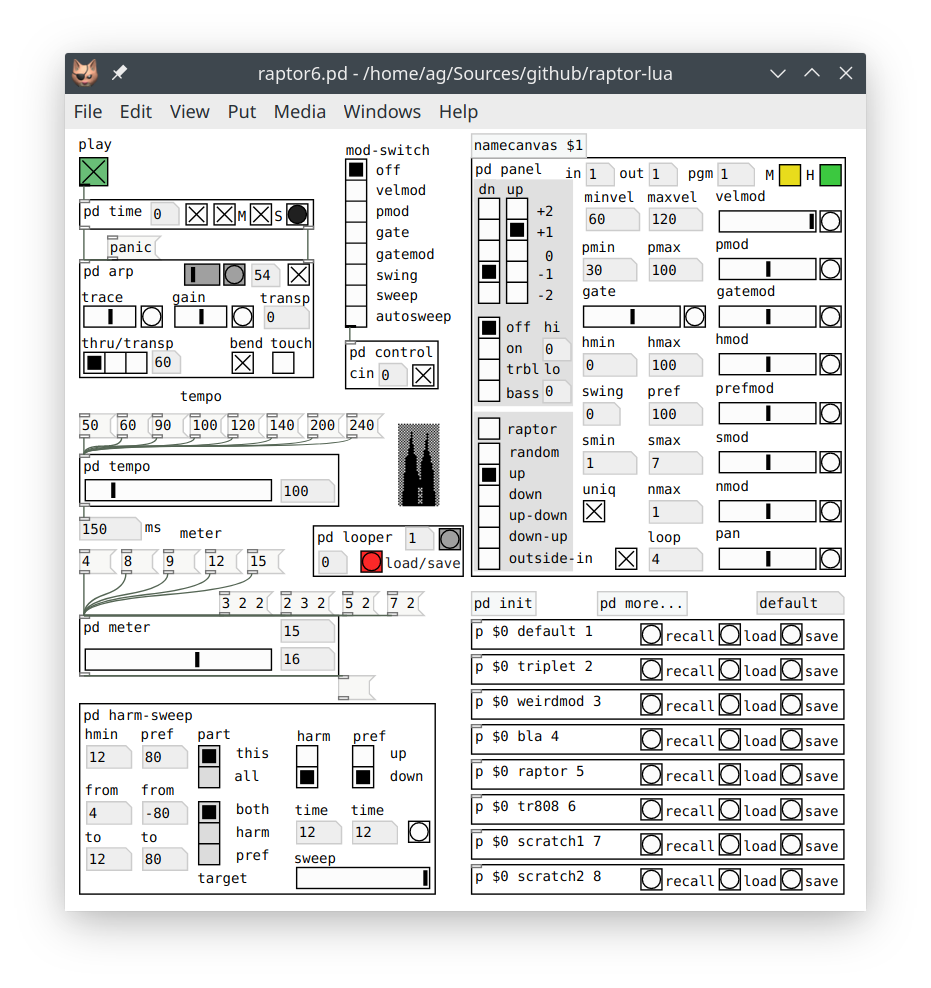 raptor6.pd - /home/ag/Sources/github/raptor-lua
File Edit View Put Media Windows Help
play
pd time 0 M S
panic
pd arp 54
trace gain transp
0
thru/transp bend touch
60
mod-switch
off
velmod
pmod
gate
gatemod
swing
sweep
autosweep
pd control
cin 0
tempo
50 60 90 100 120 140 200 240
pd tempo
100
150 ms
meter
4 8 9 12 15
pd looper 1
0 load/save
3 2 2 2 3 2 5 2 7 2
pd meter 15
16
pd harm-sweep
hmin pref part harm pref
12 80 this up
all down
from from
4 -80 both time time
harm 12 12
to to
12 80 pref sweep
target
namecanvas $1
pd panel in 1 out 1 pgm 1 M H
dn up
+2
+1
0
-1
-2
off hi
on 0
trbl lo
bass 0
raptor
random
up
down
up-down
down-up
outside-in
minvel maxvel velmod
60 120
pmin pmax pmod
30 100
gate gatemod
hmin hmax hmod
0 100
swing pref prefmod
0 100
smin smax smod
1 7
uniq nmax nmod
1
loop pan
4
pd init pd more... default
p $0 default 1 recall load save
p $0 triplet 2 recall load save
p $0 weirdmod 3 recall load save
p $0 bla 4 recall load save
p $0 raptor 5 recall load save
p $0 tr808 6 recall load save
p $0 scratch1 7 recall load save
p $0 scratch2 8 recall load save